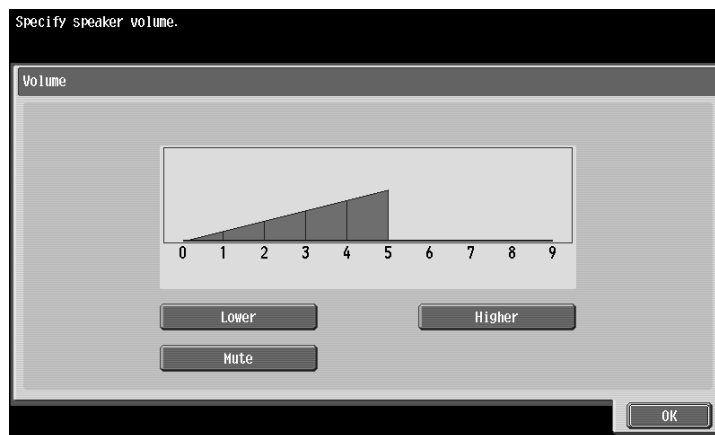 Specify speaker volume.
Volume
0 1 2 3 4 5 6 7 8 9
Lower Higher
Mute
OK